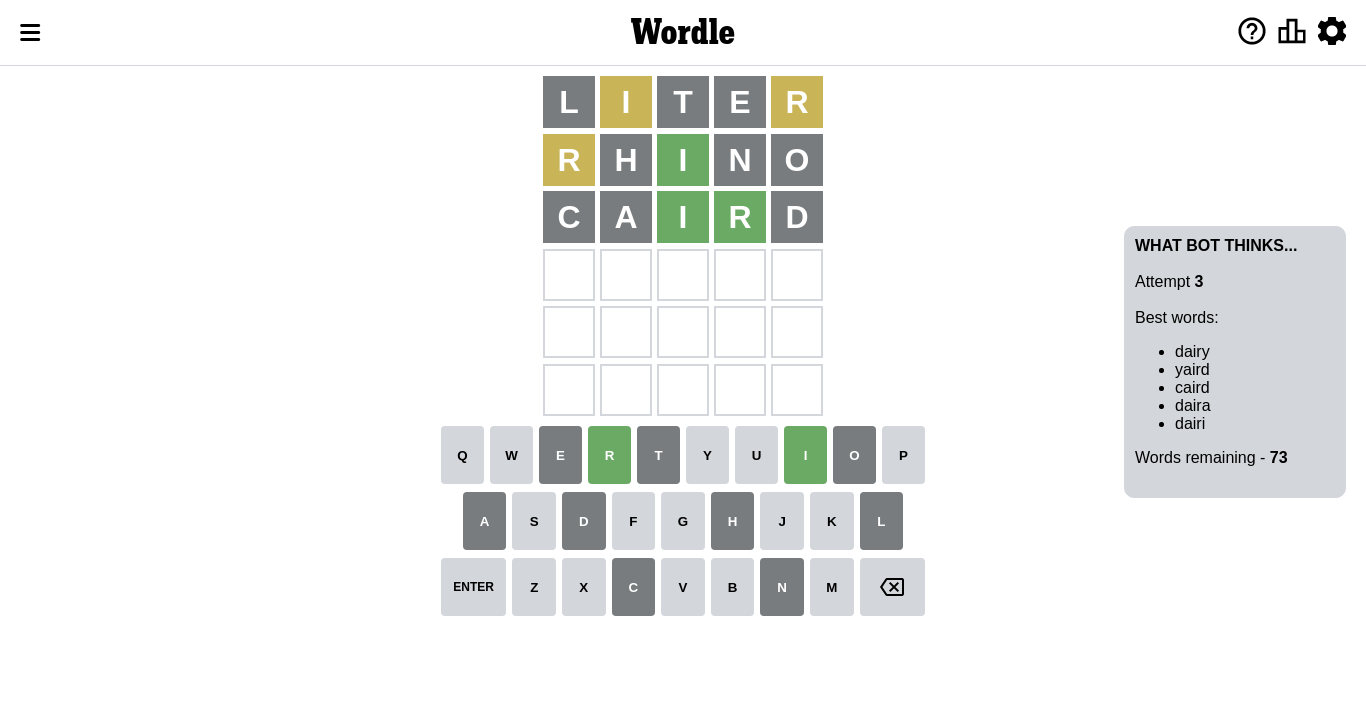 Wordle
L I T E R
R H I N O
C A I R D
WHAT BOT THINKS...
Attempt 3
Best words:
dairy
yaird
caird
daira
dairi
Words remaining - 73
Q W E R T Y U I O P
A S D F G H J K L
ENTER Z X C V B N M